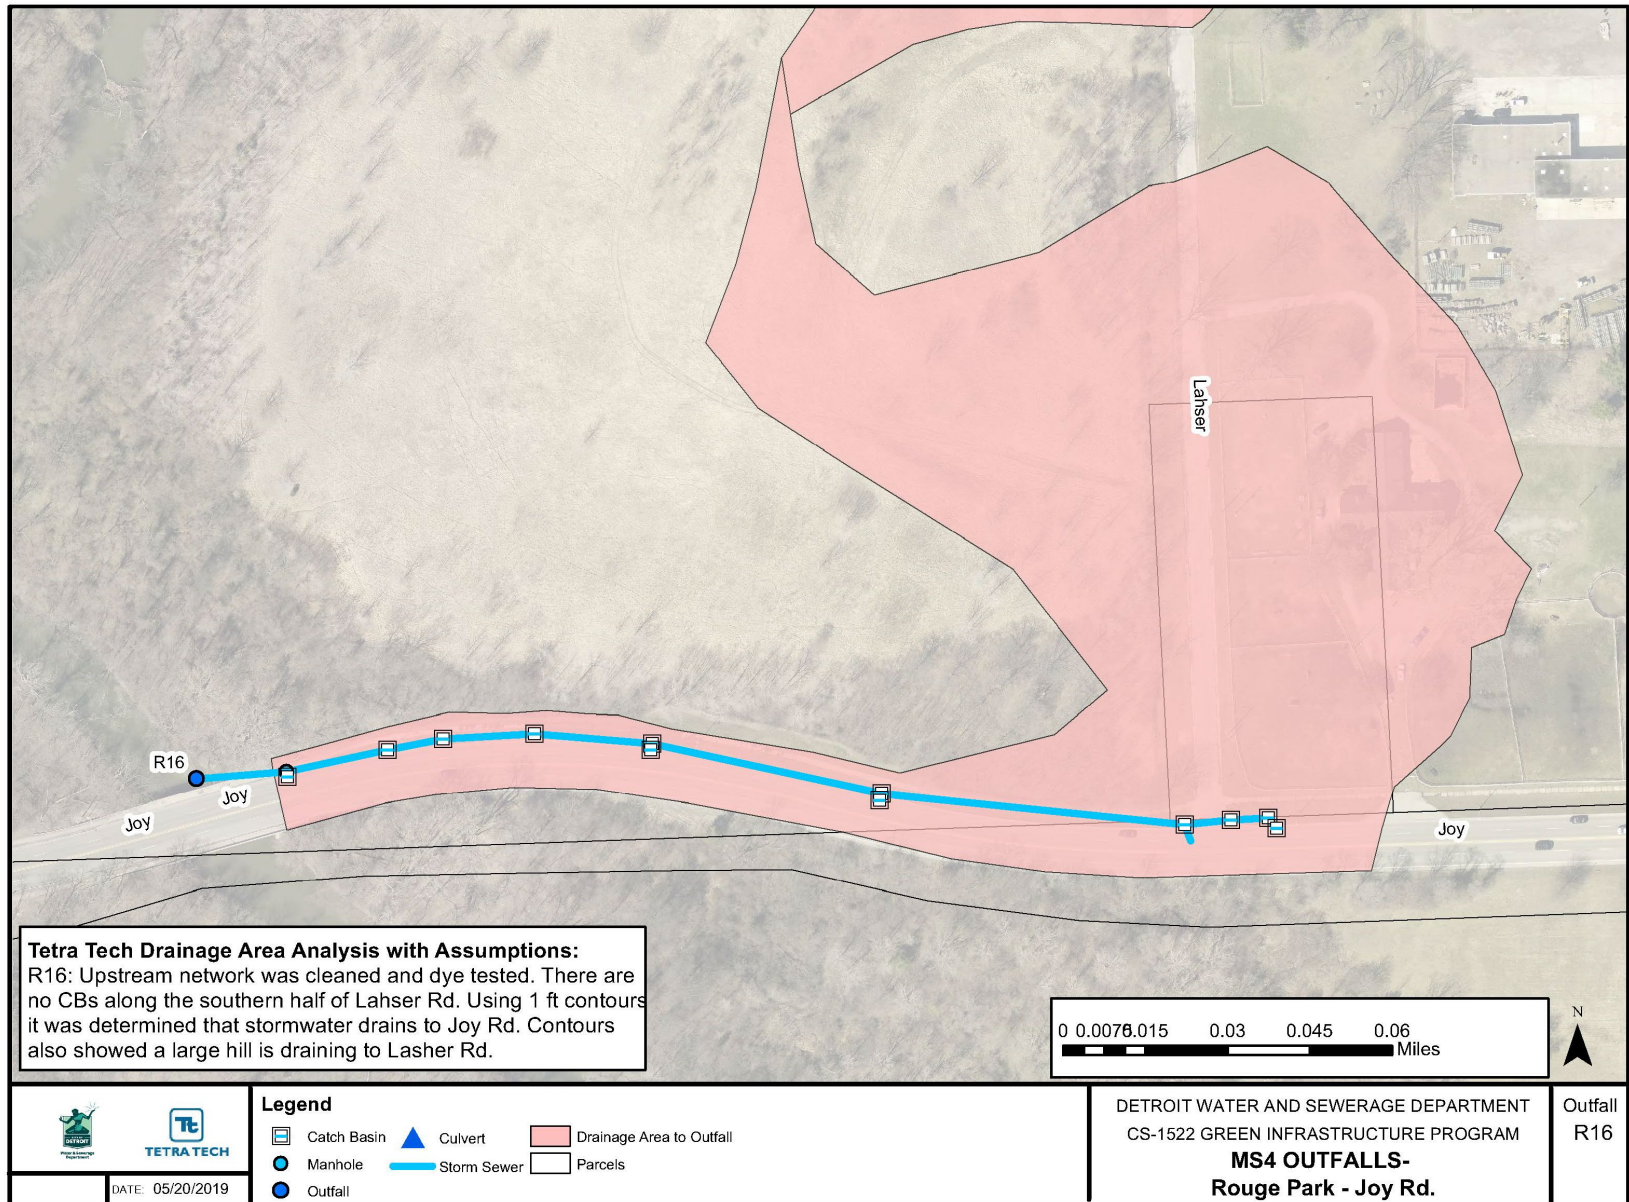 Lahser
R16
Joy
Joy
Joy
Tetra Tech Drainage Area Analysis with Assumptions:
R16: Upstream network was cleaned and dye tested. There are
no CBs along the southern half of Lahser Rd. Using 1 ft contours
it was determined that stormwater drains to Joy Rd. Contours
also showed a large hill is draining to Lasher Rd.
0 0.0075 0.015 0.03 0.045 0.06
Miles
N
DETROIT
Water & Sewerage
Department
Tt
TETRA TECH
DATE: 05/20/2019
Legend
Catch Basin
Manhole
Outfall
Culvert
Storm Sewer
Drainage Area to Outfall
Parcels
DETROIT WATER AND SEWERAGE DEPARTMENT
CS-1522 GREEN INFRASTRUCTURE PROGRAM
MS4 OUTFALLS-
Rouge Park - Joy Rd.
Outfall
R16